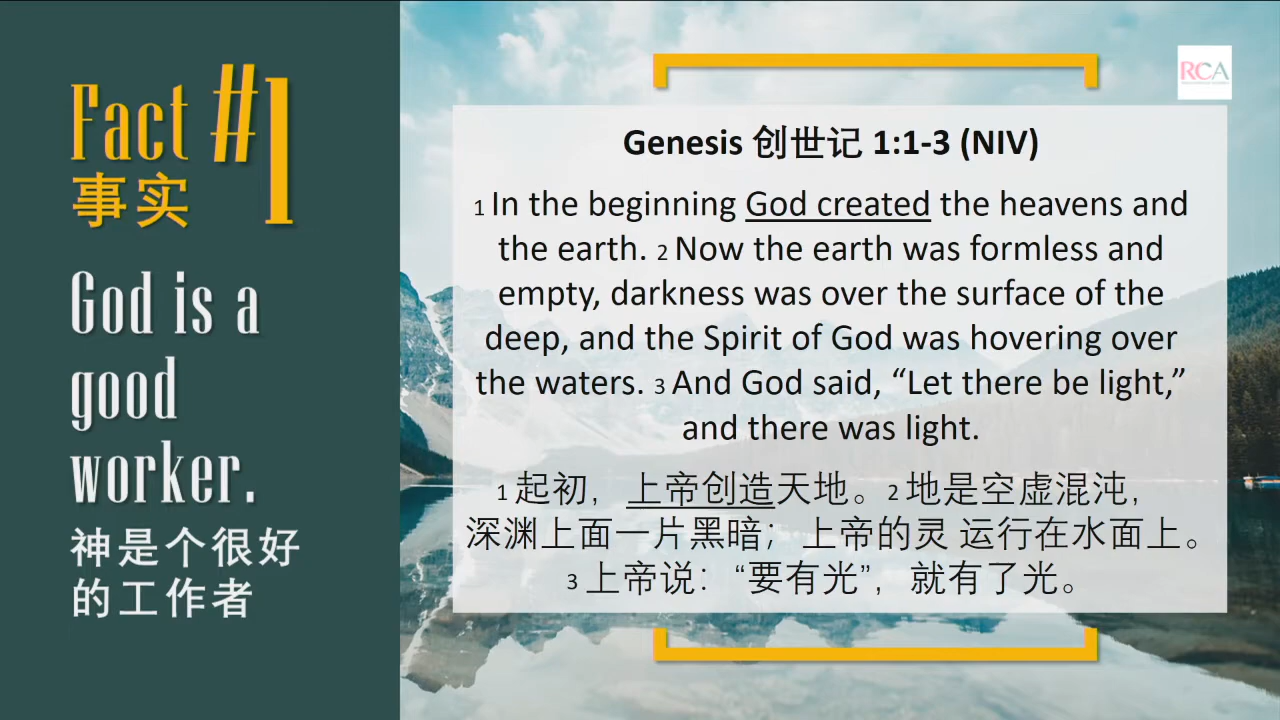 Fact #1
事实
God is a
good
worker.
神是个很好
的工作者
RCA
Genesis 创世记 1:1-3 (NIV)
1 In the beginning God created the heavens and
the earth. 2 Now the earth was formless and
empty, darkness was over the surface of the
deep, and the Spirit of God was hovering over
the waters. 3 And God said, “Let there be light,”
and there was light.
1 起初， 上帝创造天地。2 地是空虚混沌，
深渊上面一片黑暗；上帝的灵 运行在水面上。
3 上帝说：“要有光”， 就有了光。